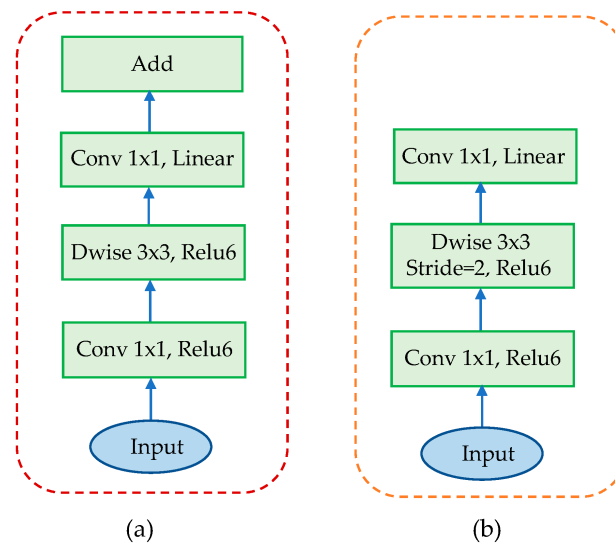 Add
Conv 1x1, Linear
Dwise 3x3, Relu6
Conv 1x1, Relu6
Input
(a)
Conv 1x1, Linear
Dwise 3x3
Stride=2, Relu6
Conv 1x1, Relu6
Input
(b)